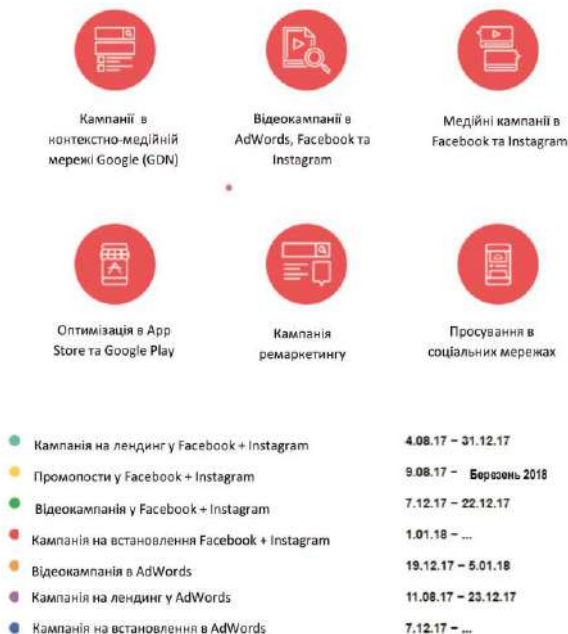 Кампанії в
контекстно-медійній
мережі Google (GDN)
Відеокампанії в
AdWords, Facebook та
Instagram
Медійні кампанії в
Facebook та Instagram
Оптимізація в App
Store та Google Play
Кампанія
ремаркетингу
Просування в
соціальних мережах
Кампанія на лендинг у Facebook + Instagram 4.08.17 – 31.12.17
Промопости у Facebook + Instagram 9.08.17 – Березень 2018
Відеокампанія у Facebook + Instagram 7.12.17 – 22.12.17
Кампанія на встановлення Facebook + Instagram 1.01.18 – ...
Відеокампанія в AdWords 19.12.17 – 5.01.18
Кампанія на лендинг у AdWords 11.08.17 – 23.12.17
Кампанія на встановлення в AdWords 7.12.17 – ...